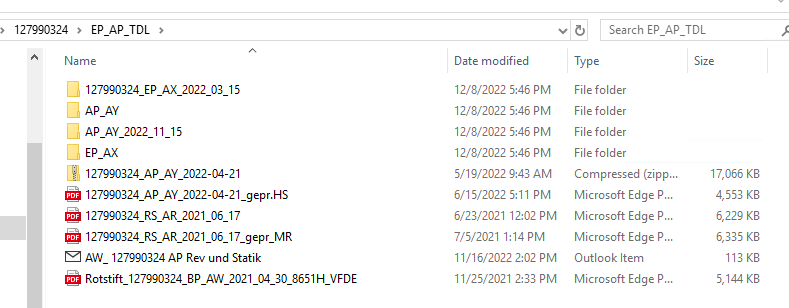 127990324 > EP_AP_TDL > Search EP_AP_TDL
Name Date modified Type Size
127990324_EP_AX_2022_03_15 12/8/2022 5:46 PM File folder
AP_AY 12/8/2022 5:46 PM File folder
AP_AY_2022_11_15 12/8/2022 5:46 PM File folder
EP_AX 12/8/2022 5:46 PM File folder
127990324_AP_AY_2022-04-21 5/19/2022 9:43 AM Compressed (zipp... 17,066 KB
PDF 127990324_AP_AY_2022-04-21_gepr.HS 6/15/2022 5:11 PM Microsoft Edge P... 4,553 KB
PDF 127990324_RS_AR_2021_06_17 6/23/2021 12:02 PM Microsoft Edge P... 6,229 KB
PDF 127990324_RS_AR_2021_06_17_gepr_MR 7/5/2021 1:14 PM Microsoft Edge P... 6,335 KB
AW_ 127990324 AP Rev und Statik 11/16/2022 2:02 PM Outlook Item 113 KB
PDF Rotstift_127990324_BP_AW_2021_04_30_8651H_VFDE 11/25/2021 2:33 PM Microsoft Edge P... 5,144 KB